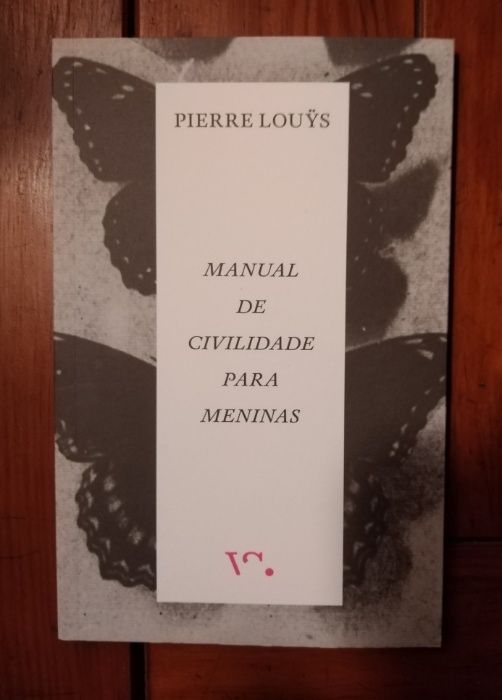 PIERRE LOUŸS
MANUAL
DE
CIVILIDADE
PARA
MENINAS